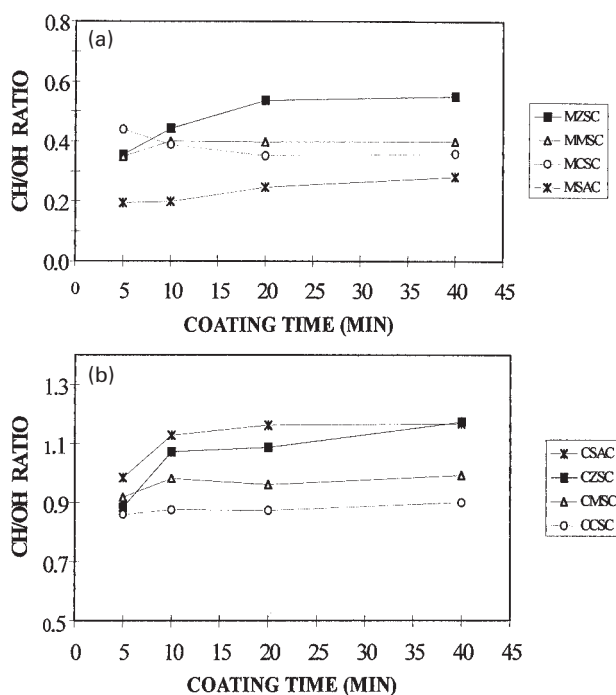 (a)
0.8
0.6
0.4
0.2
0.0
CH/OH RATIO
0 5 10 15 20 25 30 35 40 45
COATING TIME (MIN)
MZSC
MMSC
MCSC
MSAC
(b)
1.3
1.1
0.9
0.7
0.5
CH/OH RATIO
0 5 10 15 20 25 30 35 40 45
COATING TIME (MIN)
CSAC
CZSC
CMSC
CCSC